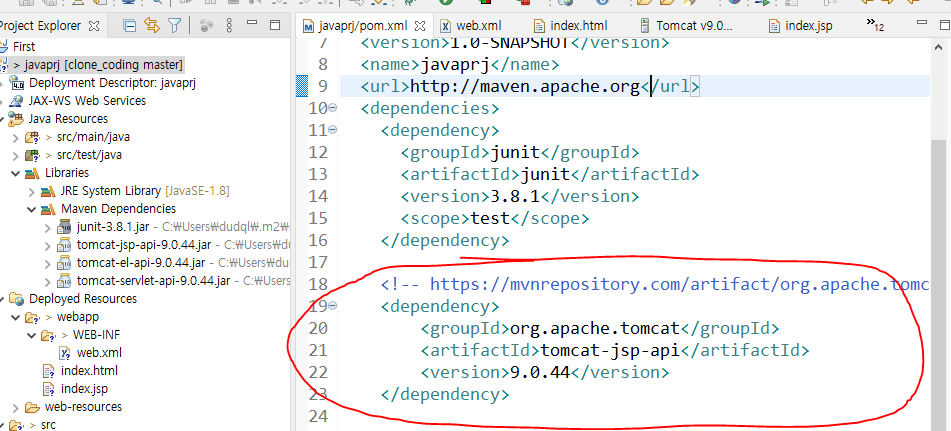 Project Explorer
First
> javaprj [clone_coding master]
Deployment Descriptor: javaprj
JAX-WS Web Services
Java Resources
> src/main/java
> src/test/java
Libraries
JRE System Library [JavaSE-1.8]
Maven Dependencies
junit-3.8.1.jar - C:₩Users₩dudql₩.m2₩
tomcat-jsp-api-9.0.44.jar - C:₩Users₩d
tomcat-el-api-9.0.44.jar - C:₩Users₩du
tomcat-servlet-api-9.0.44.jar - C:₩User
Deployed Resources
> webapp
> WEB-INF
web.xml
index.html
index.jsp
web-resources
> src
javaprj/pom.xml
web.xml
index.html
Tomcat v9.0...
index.jsp
»12
7 <version>1.0-SNAPSHOT</version>
8 <name>javaprj</name>
9 <url>http://maven.apache.org</url>
10 <dependencies>
11 <dependency>
12 <groupId>junit</groupId>
13 <artifactId>junit</artifactId>
14 <version>3.8.1</version>
15 <scope>test</scope>
16 </dependency>
17
18 <!-- https://mvnrepository.com/artifact/org.apache.tomc
19 <dependency>
20 <groupId>org.apache.tomcat</groupId>
21 <artifactId>tomcat-jsp-api</artifactId>
22 <version>9.0.44</version>
23 </dependency>
24